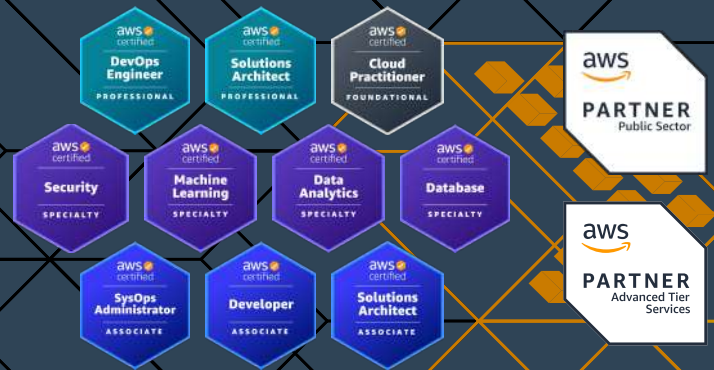 aws
certified
DevOps
Engineer
PROFESSIONAL
aws
certified
Solutions
Architect
PROFESSIONAL
aws
certified
Cloud
Practitioner
FOUNDATIONAL
aws
certified
Security
SPECIALTY
aws
certified
Machine
Learning
SPECIALTY
aws
certified
Data
Analytics
SPECIALTY
aws
certified
Database
SPECIALTY
aws
certified
SysOps
Administrator
ASSOCIATE
aws
certified
Developer
ASSOCIATE
aws
certified
Solutions
Architect
ASSOCIATE
aws
PARTNER
Public Sector
aws
PARTNER
Advanced Tier
Services